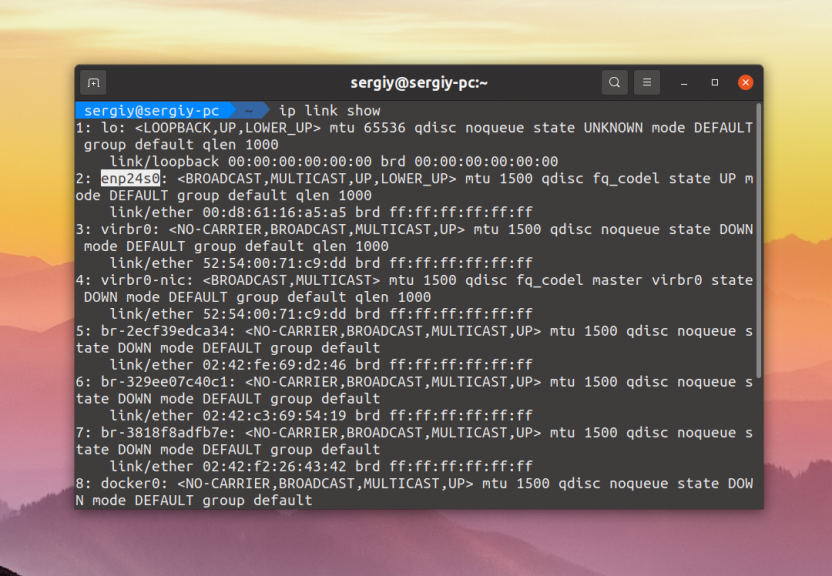 sergiy@sergiy-pc:~
sergiy@sergiy-pc ~ ip link show
1: lo: <LOOPBACK,UP,LOWER_UP> mtu 65536 qdisc noqueue state UNKNOWN mode DEFAULT
 group default qlen 1000
    link/loopback 00:00:00:00:00:00 brd 00:00:00:00:00:00
2: enp24s0: <BROADCAST,MULTICAST,UP,LOWER_UP> mtu 1500 qdisc fq_codel state UP m
ode DEFAULT group default qlen 1000
    link/ether 00:d8:61:16:a5:a5 brd ff:ff:ff:ff:ff:ff
3: virbr0: <NO-CARRIER,BROADCAST,MULTICAST,UP> mtu 1500 qdisc noqueue state DOWN
 mode DEFAULT group default qlen 1000
    link/ether 52:54:00:71:c9:dd brd ff:ff:ff:ff:ff:ff
4: virbr0-nic: <BROADCAST,MULTICAST> mtu 1500 qdisc fq_codel master virbr0 state
 DOWN mode DEFAULT group default qlen 1000
    link/ether 52:54:00:71:c9:dd brd ff:ff:ff:ff:ff:ff
5: br-2ecf39edca34: <NO-CARRIER,BROADCAST,MULTICAST,UP> mtu 1500 qdisc noqueue s
tate DOWN mode DEFAULT group default
    link/ether 02:42:fe:69:d2:46 brd ff:ff:ff:ff:ff:ff
6: br-329ee07c40c1: <NO-CARRIER,BROADCAST,MULTICAST,UP> mtu 1500 qdisc noqueue s
tate DOWN mode DEFAULT group default
    link/ether 02:42:c3:69:54:19 brd ff:ff:ff:ff:ff:ff
7: br-3818f8adfb7e: <NO-CARRIER,BROADCAST,MULTICAST,UP> mtu 1500 qdisc noqueue s
tate DOWN mode DEFAULT group default
    link/ether 02:42:f2:26:43:42 brd ff:ff:ff:ff:ff:ff
8: docker0: <NO-CARRIER,BROADCAST,MULTICAST,UP> mtu 1500 qdisc noqueue state DOW
N mode DEFAULT group default